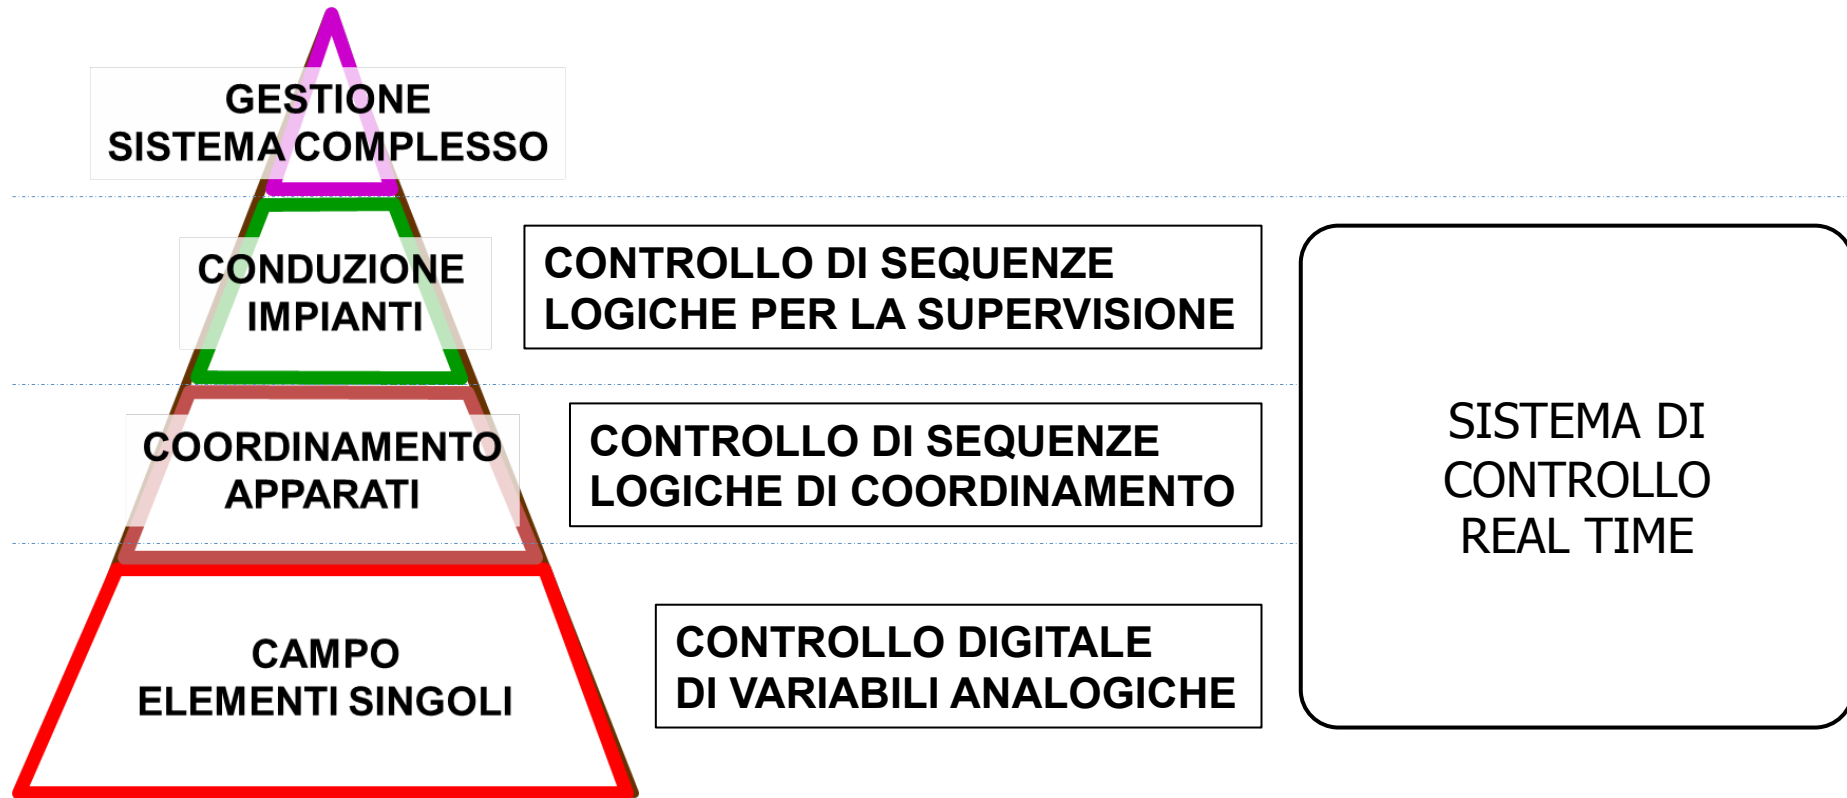 GESTIONE
SISTEMA COMPLESSO
CONDUZIONE
IMPIANTI
CONTROLLO DI SEQUENZE
LOGICHE PER LA SUPERVISIONE
COORDINAMENTO
APPARATI
CONTROLLO DI SEQUENZE
LOGICHE DI COORDINAMENTO
CAMPO
ELEMENTI SINGOLI
CONTROLLO DIGITALE
DI VARIABILI ANALOGICHE
SISTEMA DI
CONTROLLO
REAL TIME